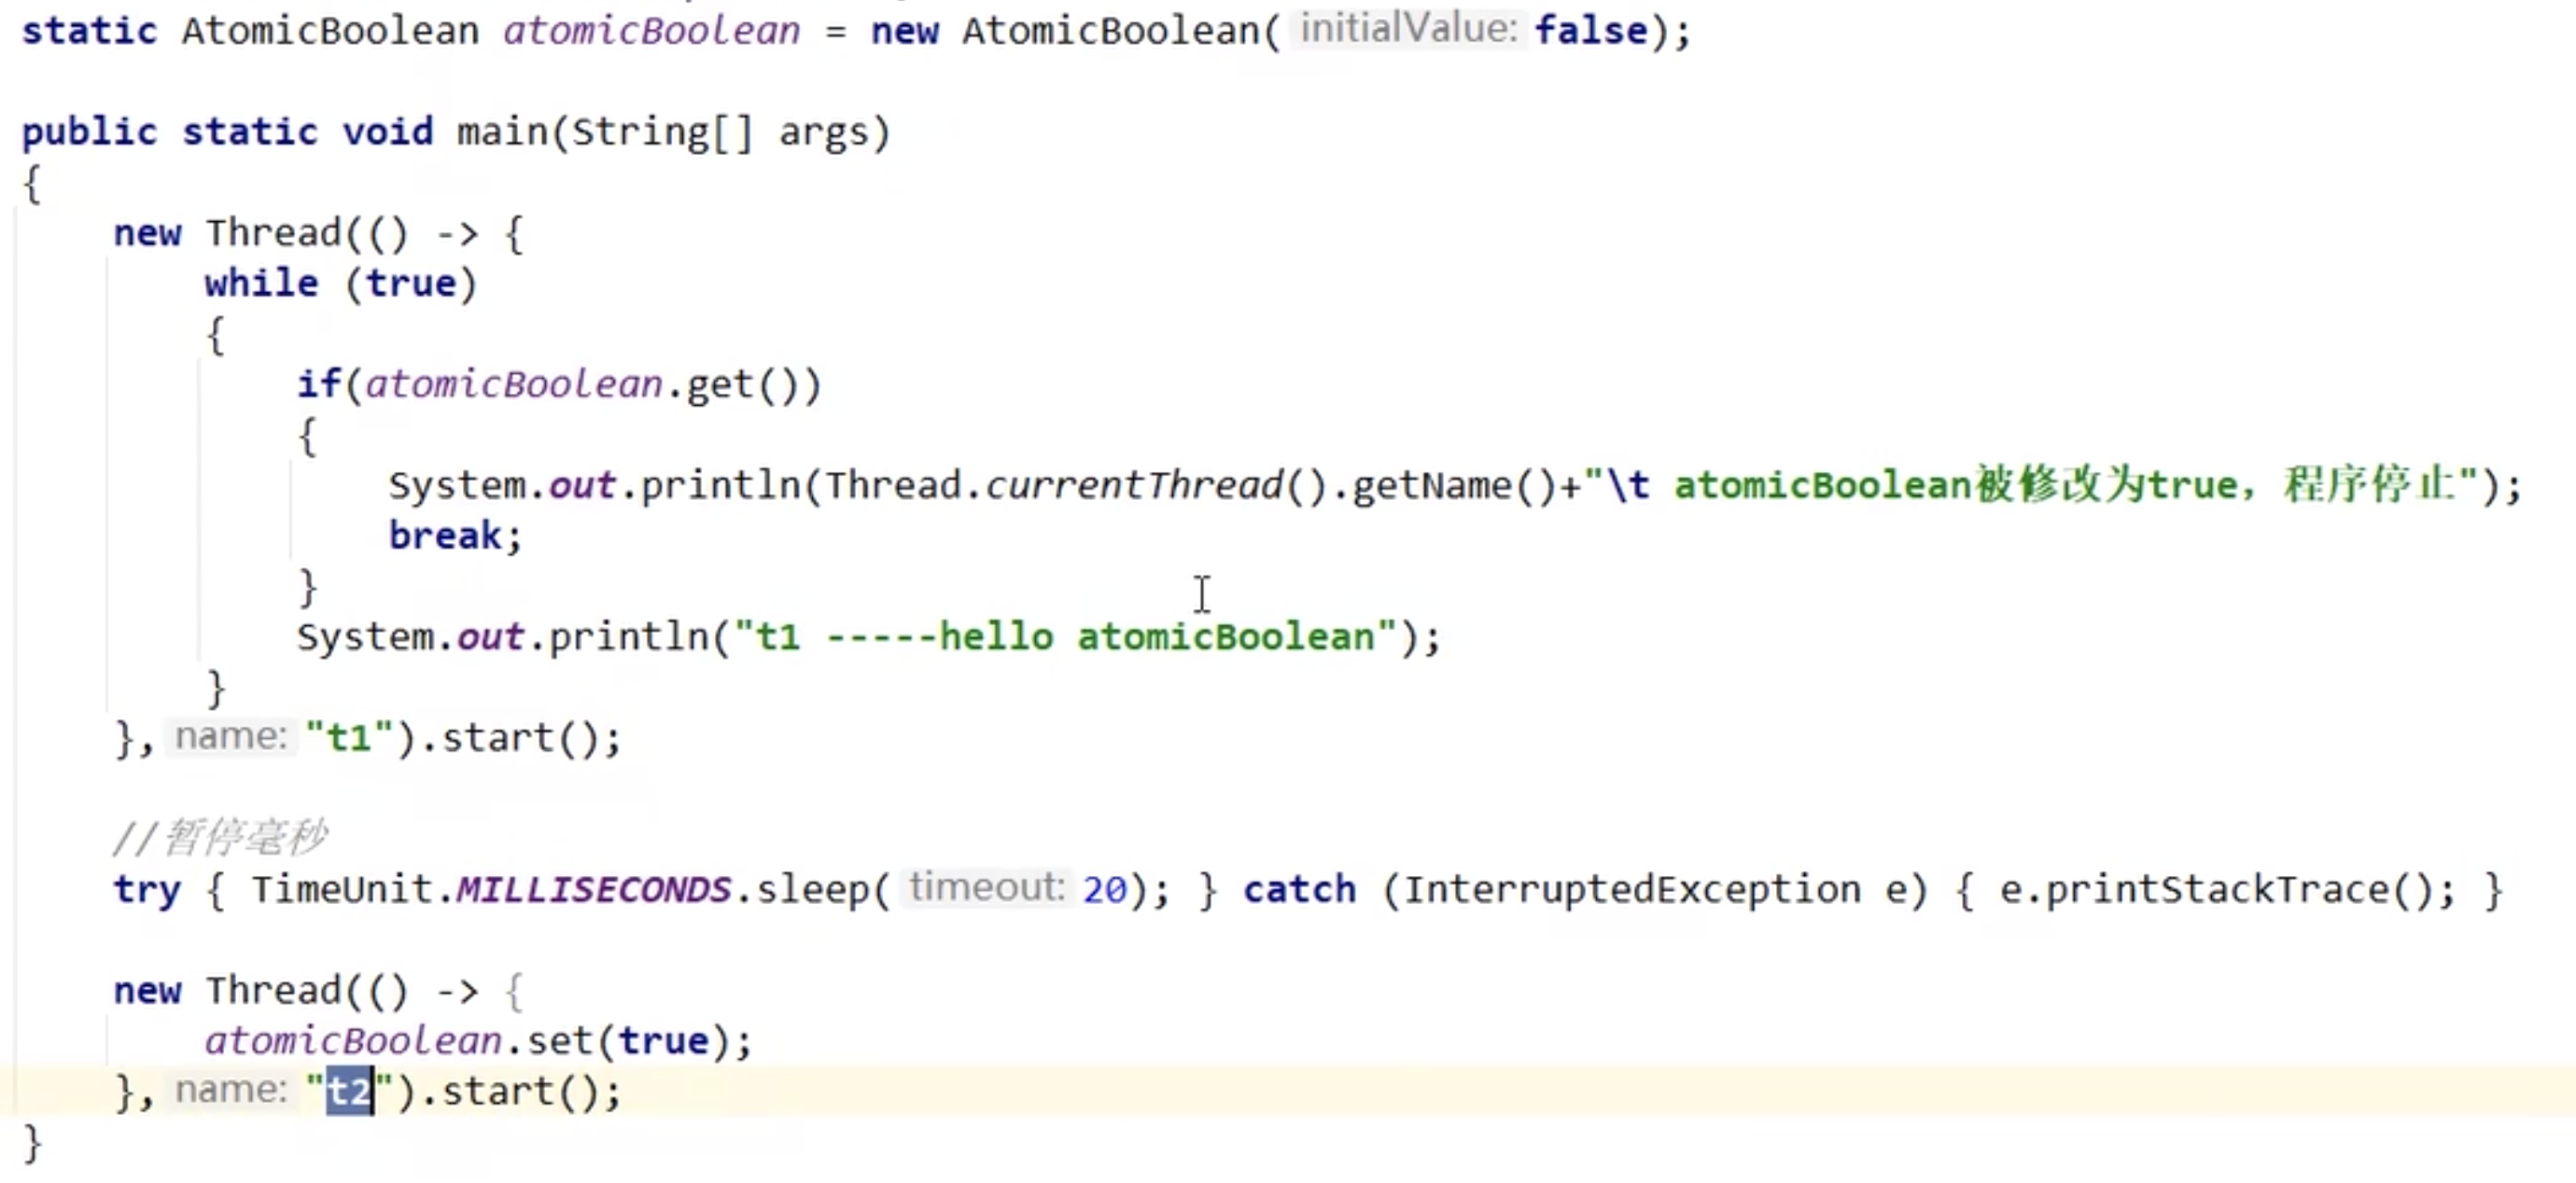 static AtomicBoolean atomicBoolean = new AtomicBoolean( initialValue: false);
public static void main(String[] args)
{
new Thread(() -> {
while (true)
{
if(atomicBoolean.get())
{
System.out.println(Thread.currentThread().getName()+"\t atomicBoolean被修改为true，程序停止");
break;
}
System.out.println("t1 -----hello atomicBoolean");
}
}, name: "t1").start();
//暂停毫秒
try { TimeUnit.MILLISECONDS.sleep( timeout: 20); } catch (InterruptedException e) { e.printStackTrace(); }
new Thread(() -> {
atomicBoolean.set(true);
}, name: "t2").start();
}